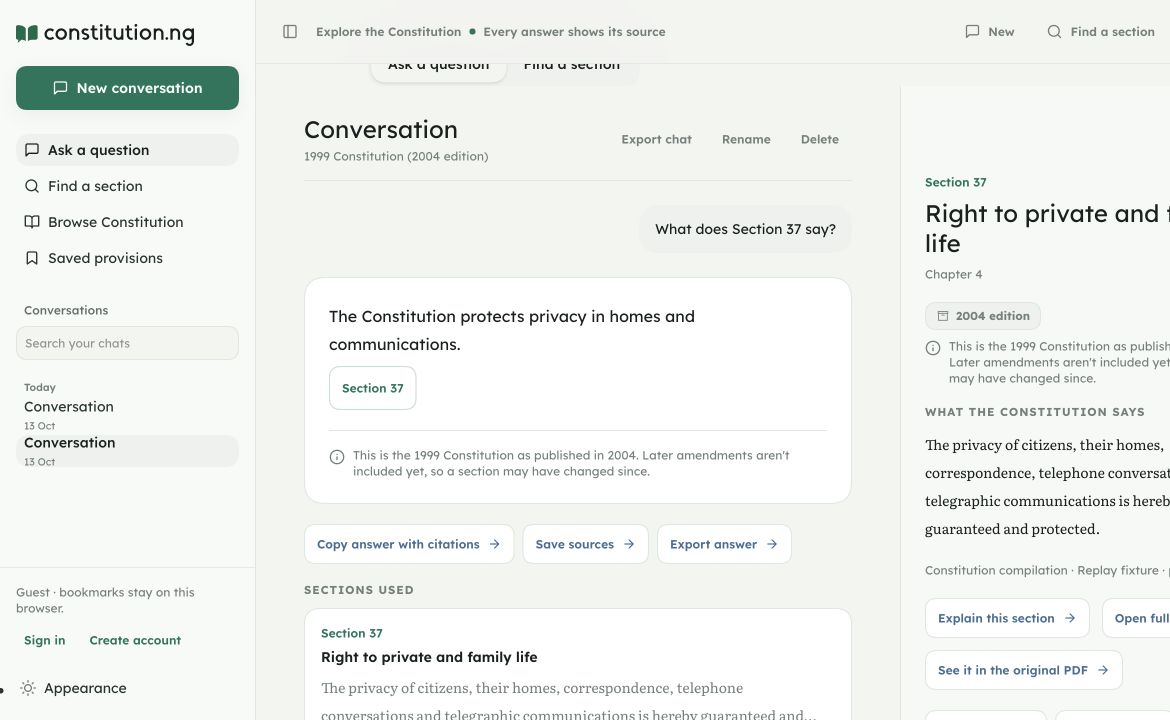 constitution.ng
New conversation
Ask a question
Find a section
Browse Constitution
Saved provisions
Conversations
Search your chats
Today
Conversation
13 Oct
Conversation
13 Oct
Guest · bookmarks stay on this
browser.
Sign in
Create account
Appearance
Explore the Constitution • Every answer shows its source
New
Find a section
Ask a question
Find a section
Conversation
1999 Constitution (2004 edition)
Export chat
Rename
Delete
What does Section 37 say?
The Constitution protects privacy in homes and
communications.
Section 37
This is the 1999 Constitution as published in 2004. Later amendments aren't
included yet, so a section may have changed since.
Copy answer with citations →
Save sources →
Export answer →
SECTIONS USED
Section 37
Right to private and family life
The privacy of citizens, their homes, correspondence, telephone
conversations and telegraphic communications is hereby guaranteed and...
Section 37
Right to private and
life
Chapter 4
2004 edition
This is the 1999 Constitution as publish
Later amendments aren't included yet
may have changed since.
WHAT THE CONSTITUTION SAYS
The privacy of citizens, their homes,
correspondence, telephone conversat
telegraphic communications is hereb
guaranteed and protected.
Constitution compilation · Replay fixture ·
Explain this section →
Open full
See it in the original PDF →